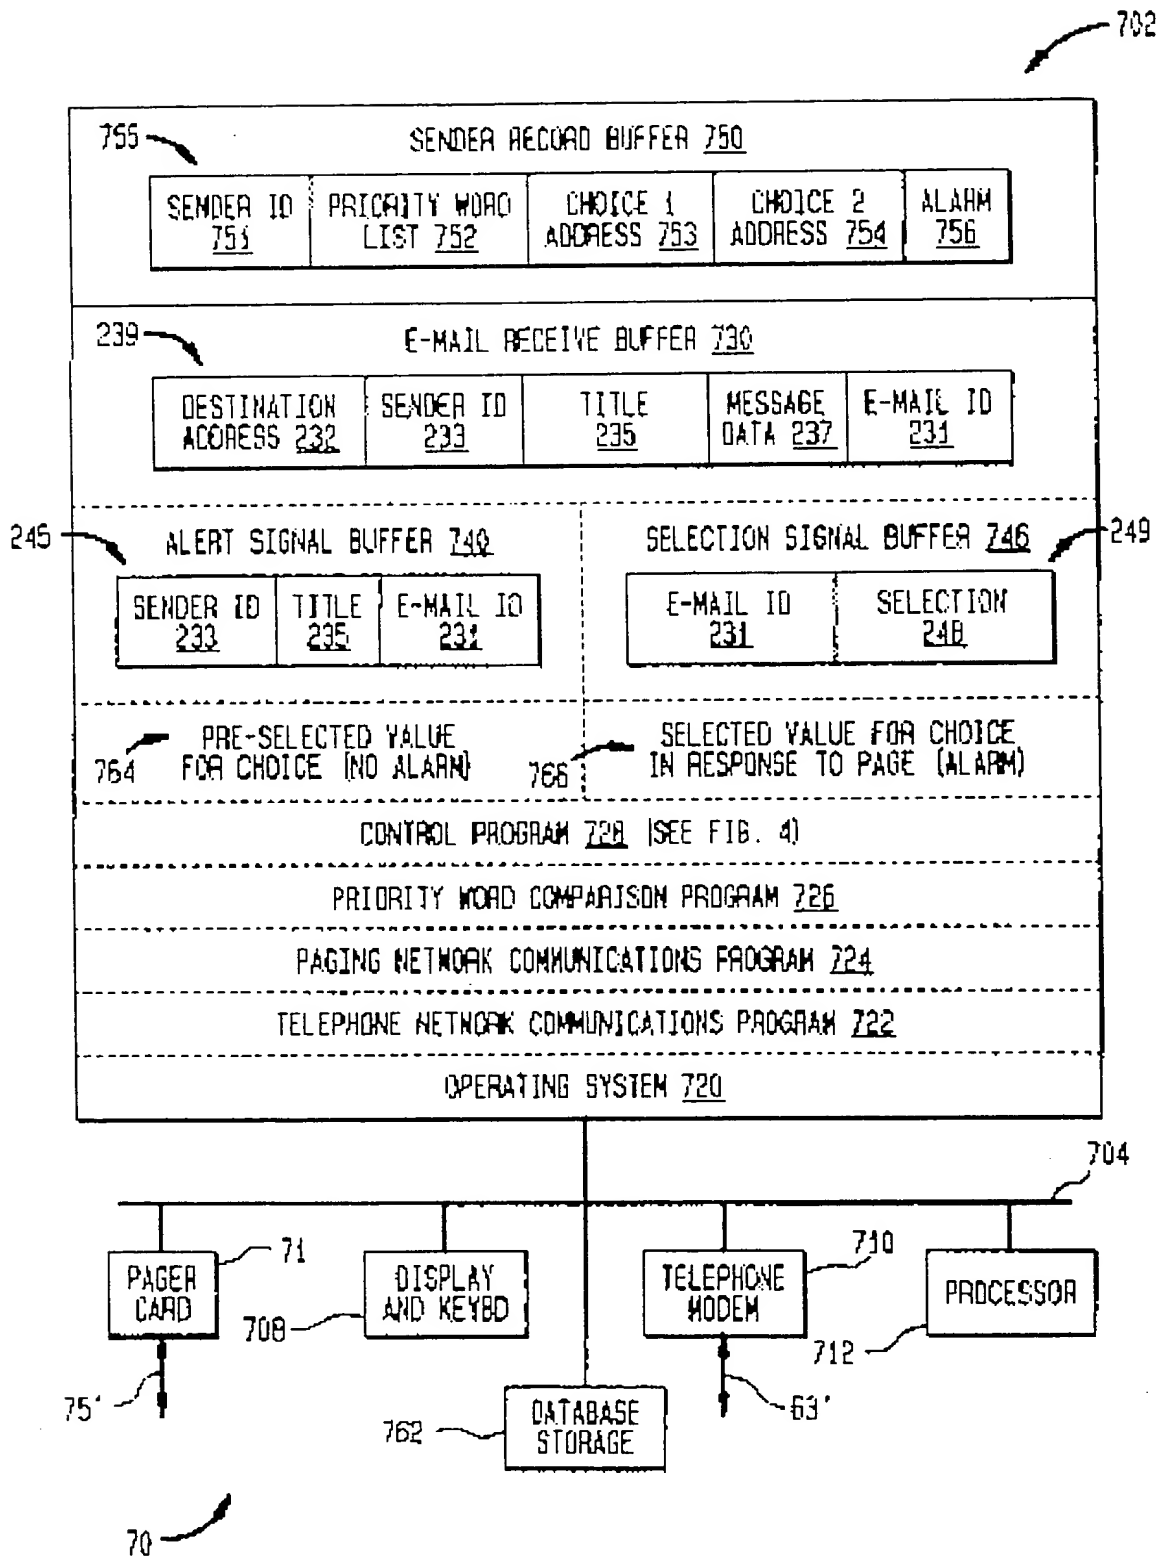 702
755
SENDER RECORD BUFFER 750
SENDER ID
751
PRIORITY WORD
LIST 752
CHOICE 1
ADDRESS 753
CHOICE 2
ADDRESS 754
ALARM
756
239
E-MAIL RECEIVE BUFFER 730
DESTINATION
ADDRESS 232
SENDER ID
233
TITLE
235
MESSAGE
DATA 237
E-MAIL ID
231
245
ALERT SIGNAL BUFFER 740
SENDER ID
233
TITLE
235
E-MAIL ID
231
SELECTION SIGNAL BUFFER 746
249
E-MAIL ID
231
SELECTION
248
764
PRE-SELECTED VALUE
FOR CHOICE (NO ALARM)
766
SELECTED VALUE FOR CHOICE
IN RESPONSE TO PAGE (ALARM)
CONTROL PROGRAM 728 (SEE FIG. 4)
PRIORITY WORD COMPARISON PROGRAM 726
PAGING NETWORK COMMUNICATIONS PROGRAM 724
TELEPHONE NETWORK COMMUNICATIONS PROGRAM 722
OPERATING SYSTEM 720
704
PAGER
CARD
71
DISPLAY
AND KEYBD
708
TELEPHONE
MODEM
710
PROCESSOR
712
75'
63'
DATABASE
STORAGE
762
70